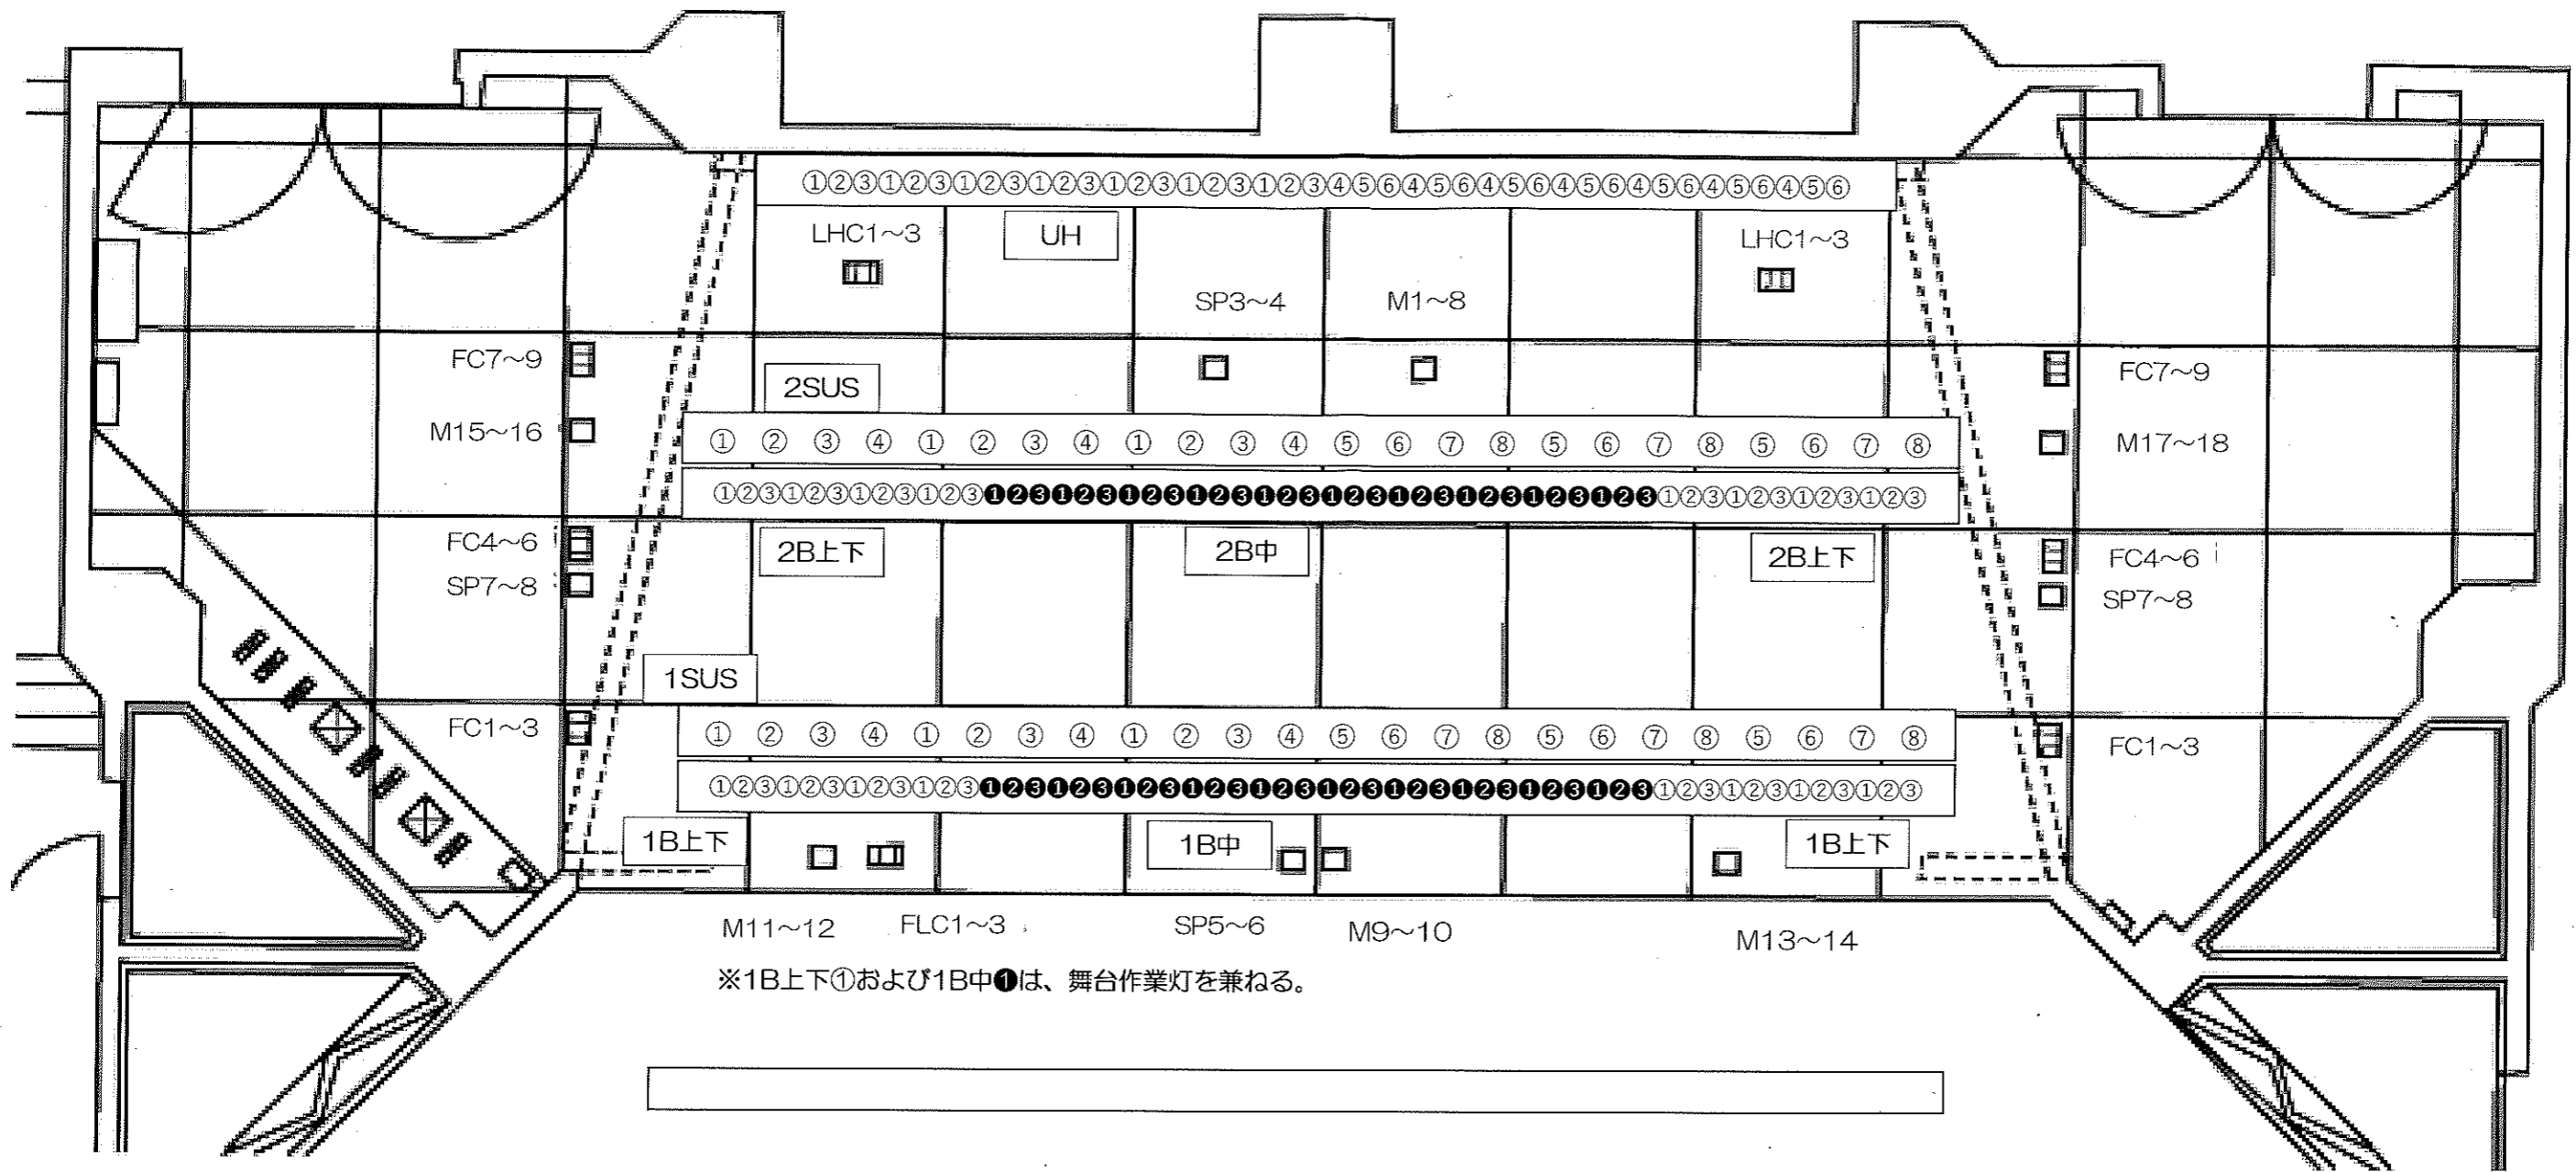 ①②③①②③①②③①②③①②③①②③①②③④⑤⑥④⑤⑥④⑤⑥④⑤⑥④⑤⑥④⑤⑥④⑤⑥
LHC1～3
UH
LHC1～3
SP3～4
M1～8
FC7～9
2SUS
FC7～9
M15～16
① ② ③ ④ ① ② ③ ④ ① ② ③ ④ ⑤ ⑥ ⑦ ⑧ ⑤ ⑥ ⑦ ⑧ ⑤ ⑥ ⑦ ⑧
M17～18
①②③①②③①②③①②③❶❷❸❶❷❸❶❷❸❶❷❸❶❷❸❶❷❸❶❷❸❶❷❸❶❷❸❶❷❸①②③①②③①②③①②③
FC4～6
2B上下
2B中
2B上下
FC4～6
SP7～8
SP7～8
1SUS
FC1～3
① ② ③ ④ ① ② ③ ④ ① ② ③ ④ ⑤ ⑥ ⑦ ⑧ ⑤ ⑥ ⑦ ⑧ ⑤ ⑥ ⑦ ⑧
FC1～3
①②③①②③①②③①②③❶❷❸❶❷❸❶❷❸❶❷❸❶❷❸❶❷❸❶❷❸❶❷❸❶❷❸❶❷❸①②③①②③①②③①②③
1B上下
1B中
1B上下
M11～12
FLC1～3
SP5～6
M9～10
M13～14
※1B上下①および1B中❶は、舞台作業灯を兼ねる。